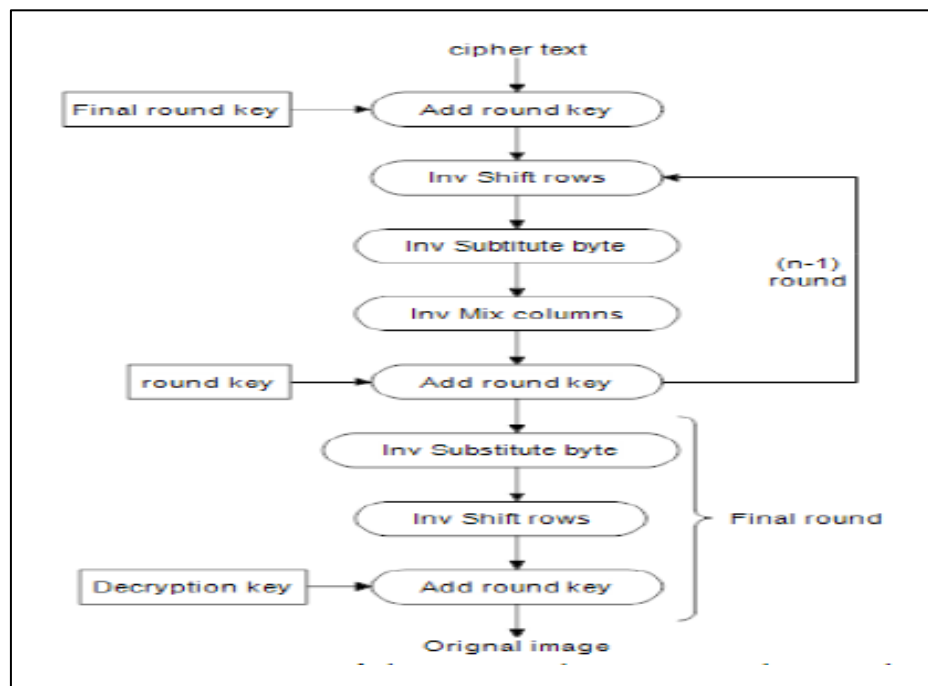 cipher text
Final round key
Add round key
Inv Shift rows
Inv Subtitute byte
(n-1)
round
Inv Mix columns
round key
Add round key
Inv Substitute byte
Inv Shift rows
Final round
Decryption key
Add round key
Orignal image